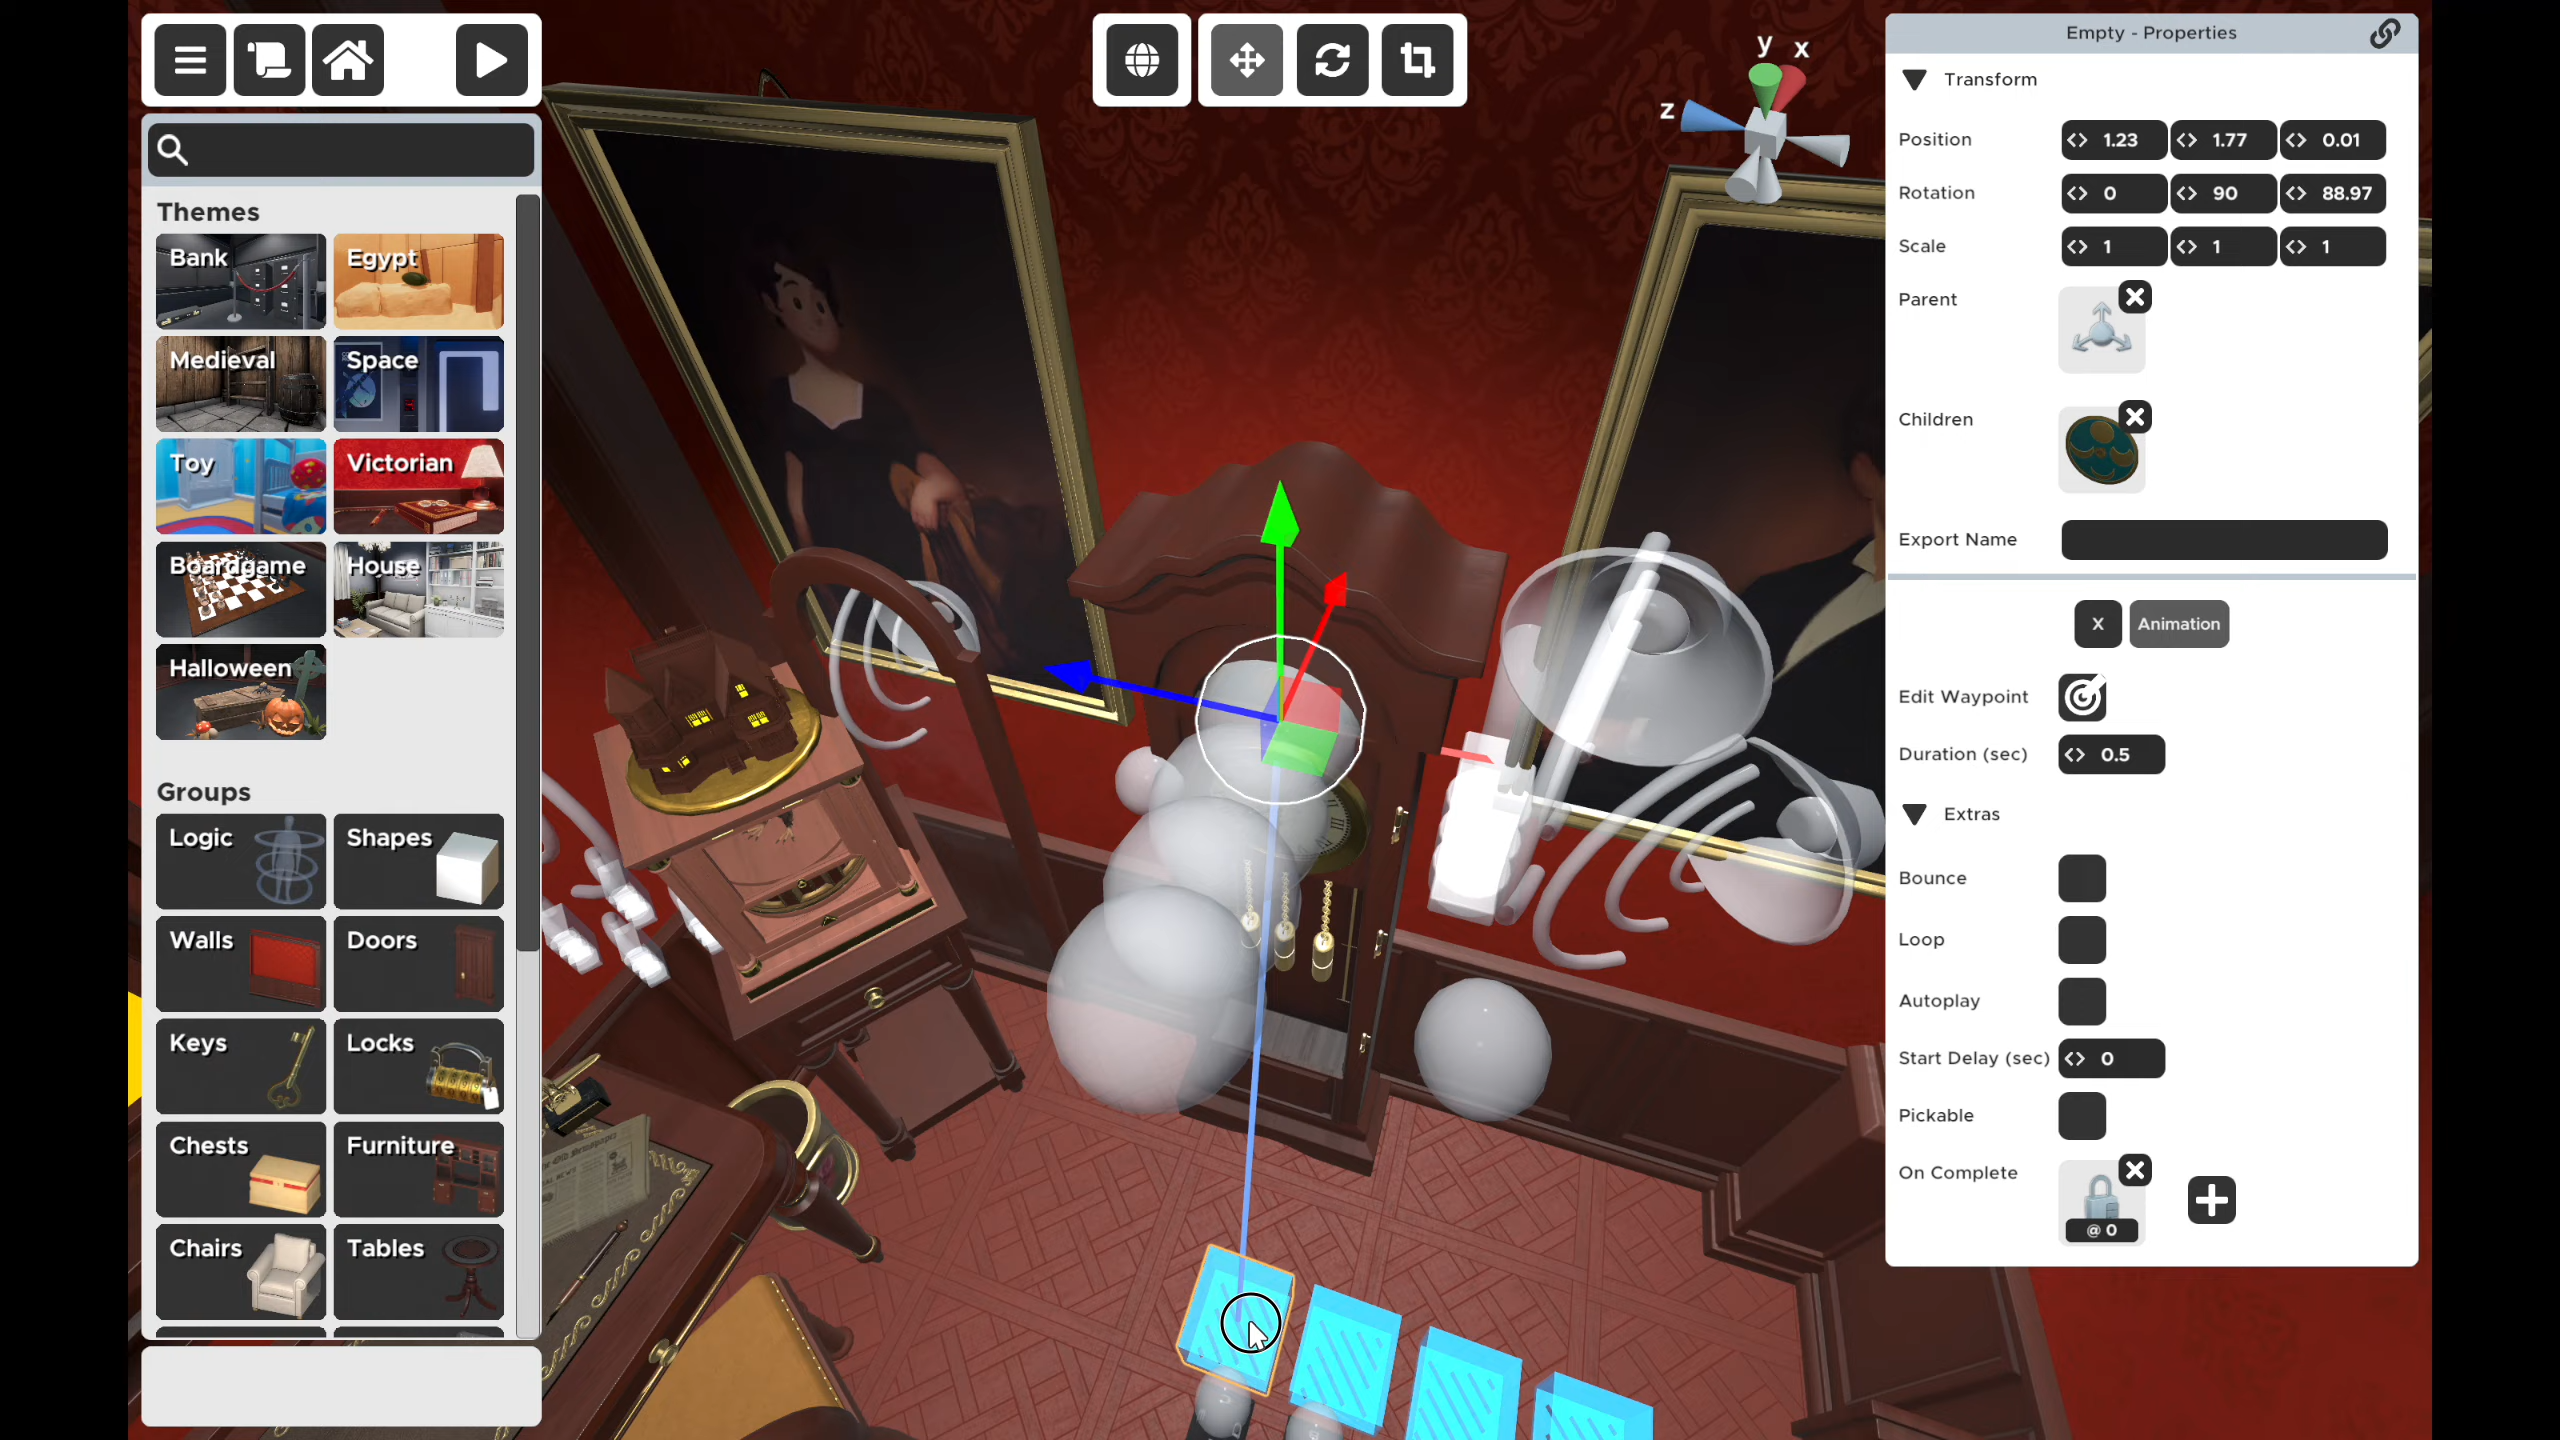 Themes
Bank
Egypt
Medieval
Space
Toy
Victorian
Boardgame
House
Halloween
Groups
Logic
Shapes
Walls
Doors
Keys
Locks
Chests
Furniture
Chairs
Tables
y x
z
Empty - Properties
Transform
Position 1.23 1.77 0.01
Rotation 0 90 88.97
Scale 1 1 1
Parent
Children
Export Name
X Animation
Edit Waypoint
Duration (sec) 0.5
Extras
Bounce
Loop
Autoplay
Start Delay (sec) 0
Pickable
On Complete
@ 0